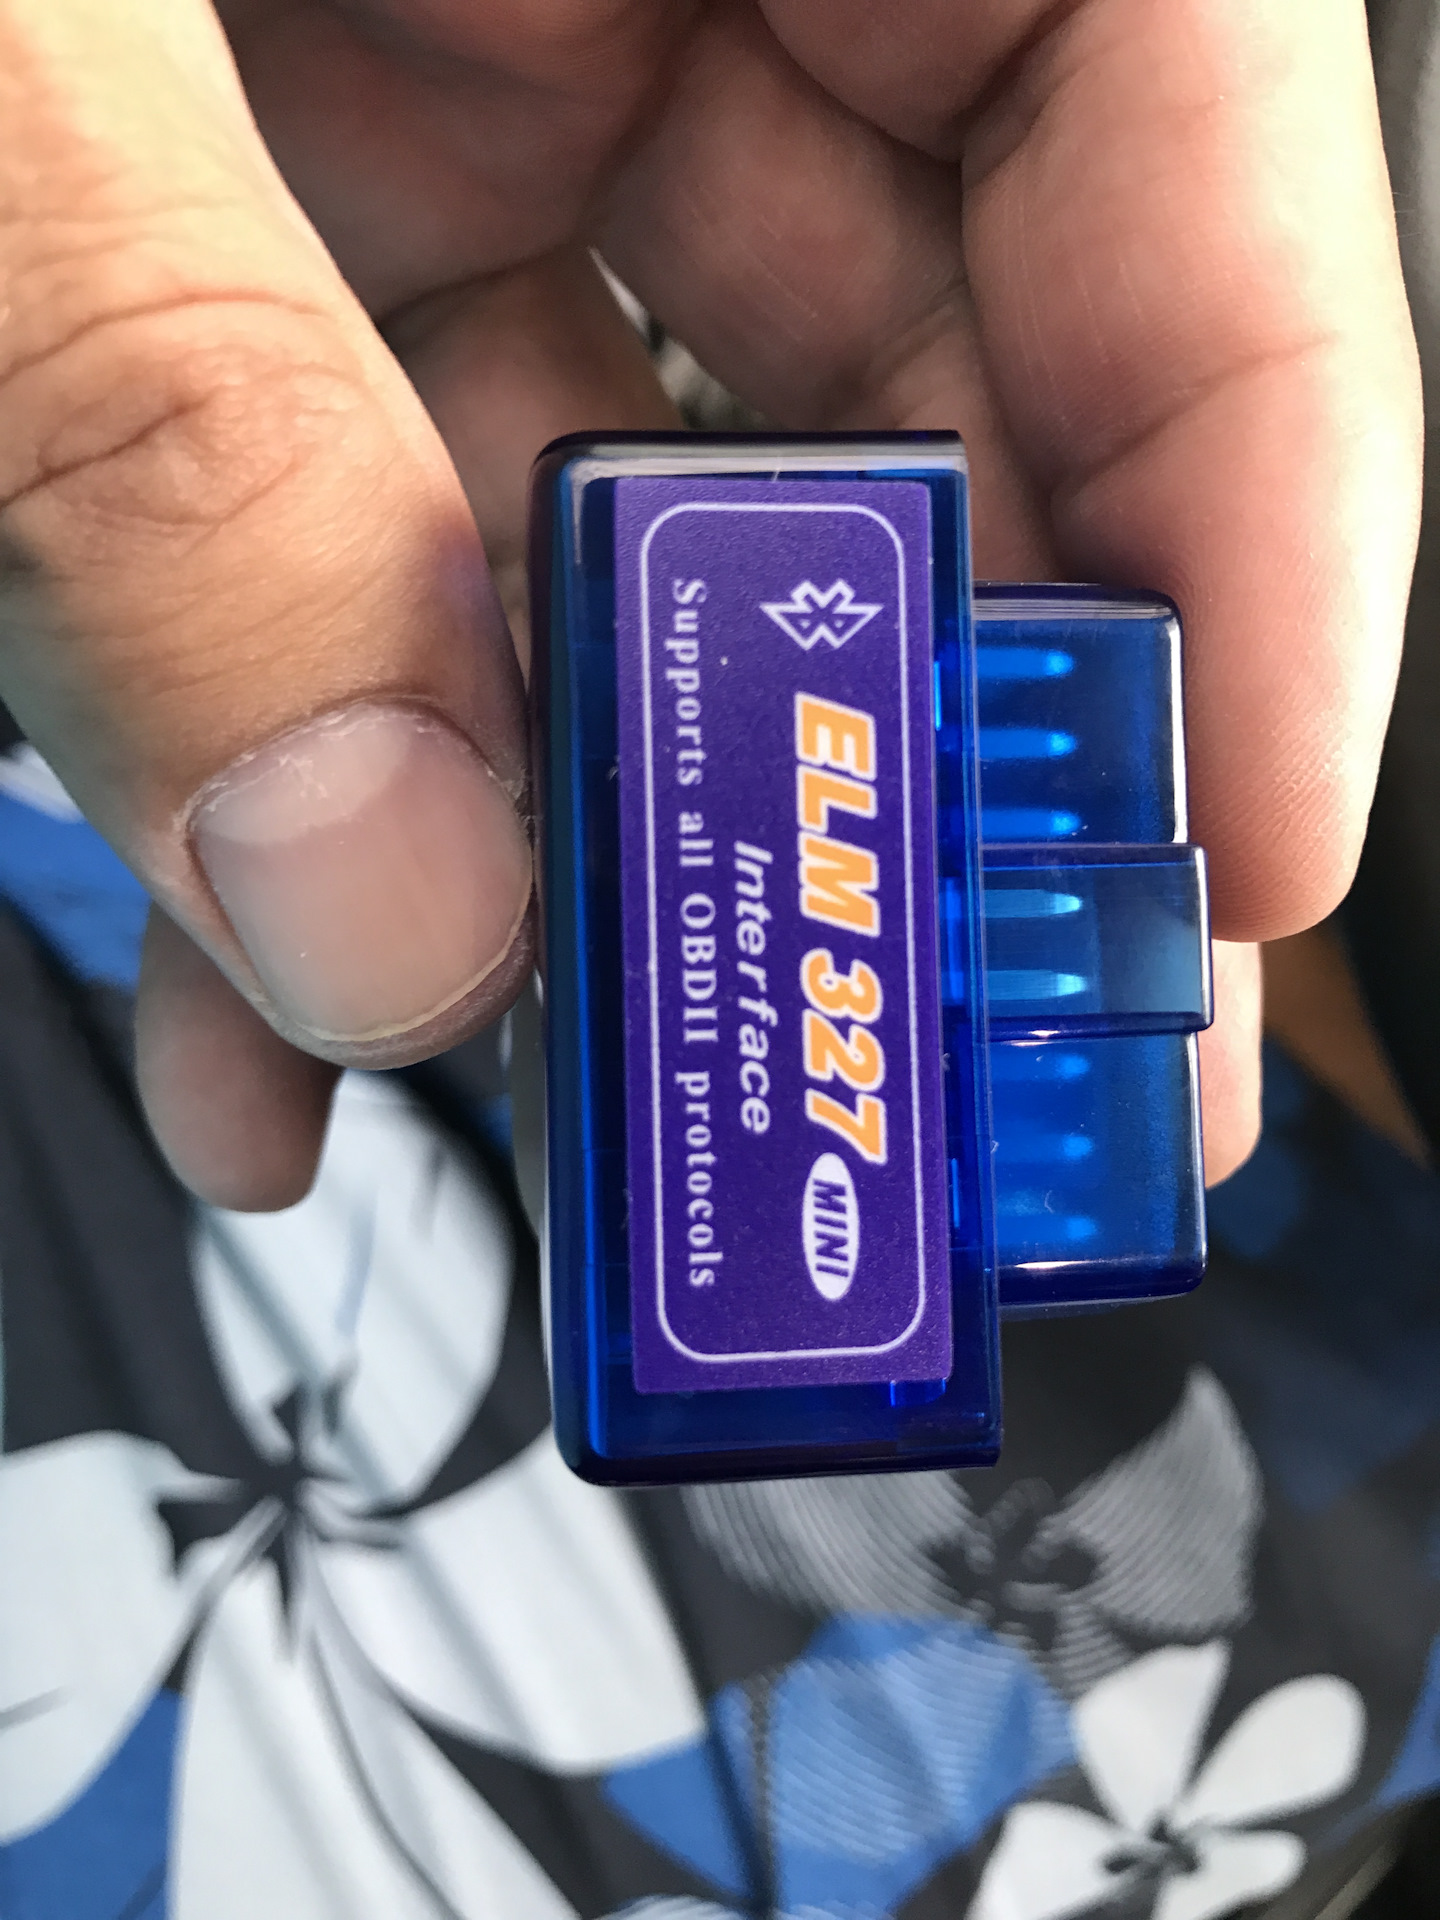 ELM 327 MINI
Interface
Supports all OBDII protocols